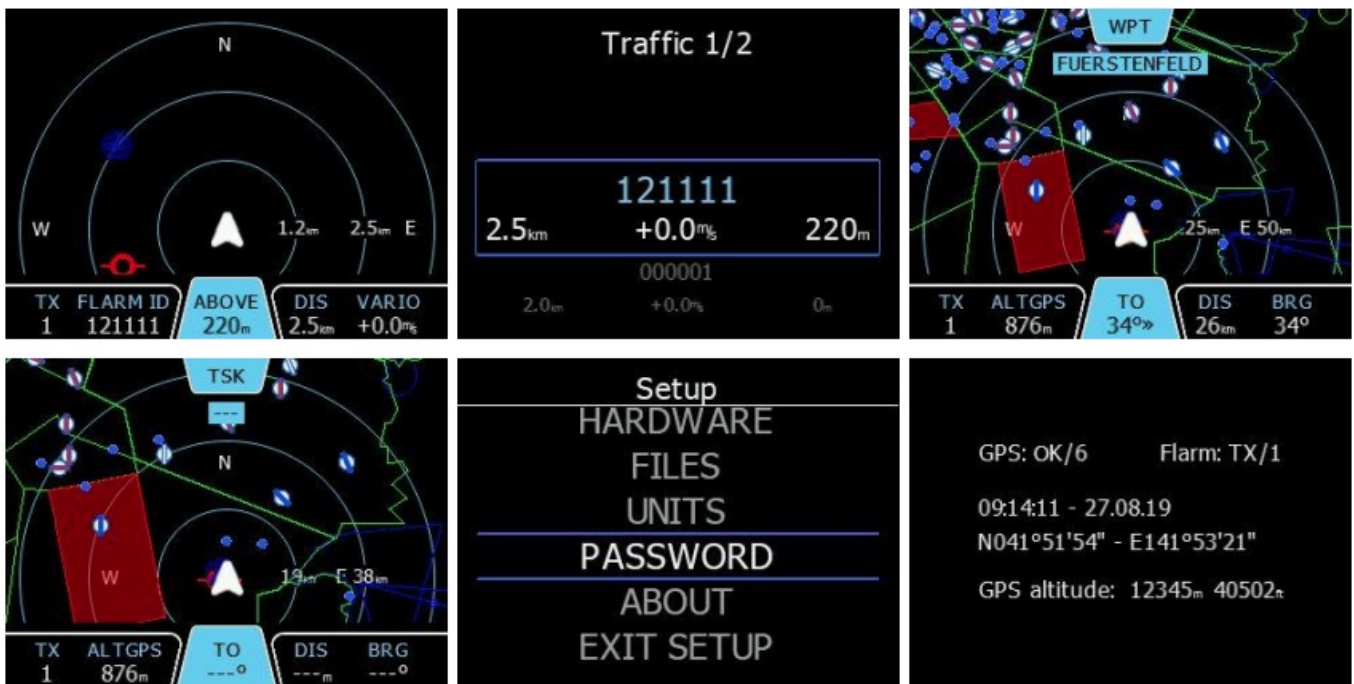 N
W
1.2km 2.5km E
TX FLARM ID ABOVE DIS VARIO
1 121111 220m 2.5km +0.0m/s
Traffic 1/2
121111
2.5km +0.0m/s 220m
000001
2.0km +0.0m/s 0m
WPT
FUERSTENFELD
W
25km E 50km
TX ALTGPS TO DIS BRG
1 876m 34°» 26km 34°
TSK
---
N
W
19km E 38km
TX ALTGPS TO DIS BRG
1 876m ---° ---m ---°
Setup
HARDWARE
FILES
UNITS
PASSWORD
ABOUT
EXIT SETUP
GPS: OK/6 Flarm: TX/1
09:14:11 - 27.08.19
N041°51'54" - E141°53'21"
GPS altitude: 12345m 40502ft